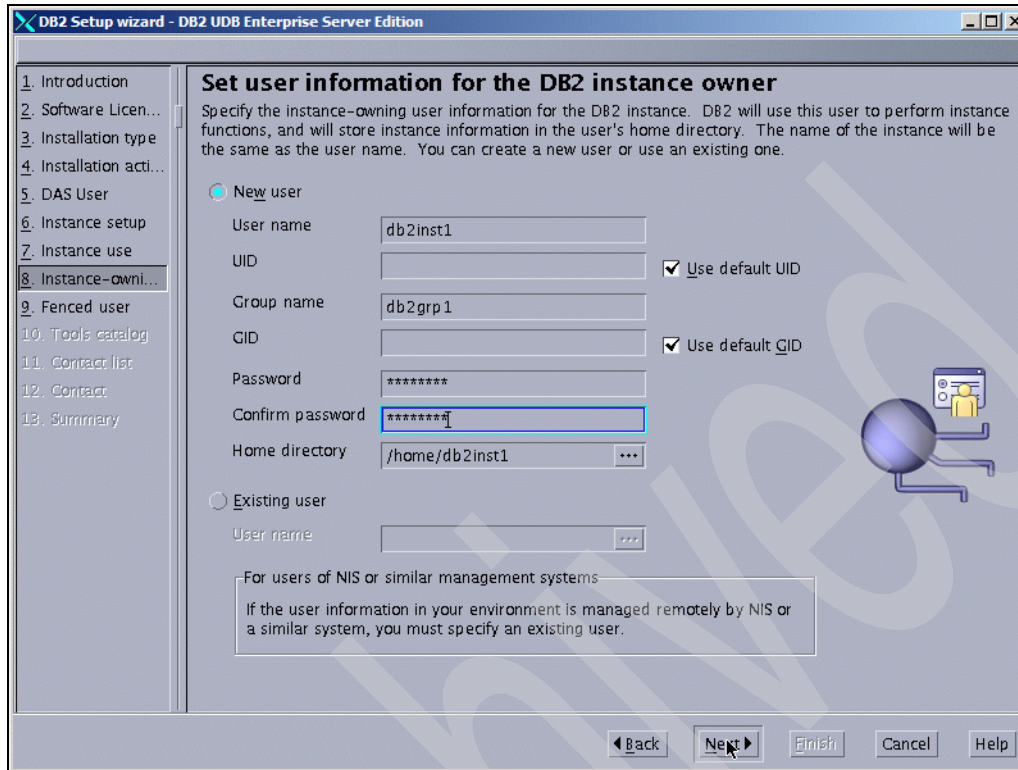 DB2 Setup wizard - DB2 UDB Enterprise Server Edition
1. Introduction
2. Software Licen...
3. Installation type
4. Installation acti...
5. DAS User
6. Instance setup
7. Instance use
8. Instance-owni...
9. Fenced user
10. Tools catalog
11. Contact list
12. Contact
13. Summary
Set user information for the DB2 instance owner
Specify the instance-owning user information for the DB2 instance. DB2 will use this user to perform instance
functions, and will store instance information in the user's home directory. The name of the instance will be
the same as the user name. You can create a new user or use an existing one.
New user
User name db2inst1
UID Use default UID
Group name db2grp1
GID Use default GID
Password ********
Confirm password ********
Home directory /home/db2inst1 ...
Existing user
User name ...
For users of NIS or similar management systems
If the user information in your environment is managed remotely by NIS or
a similar system, you must specify an existing user.
Back Next Finish Cancel Help